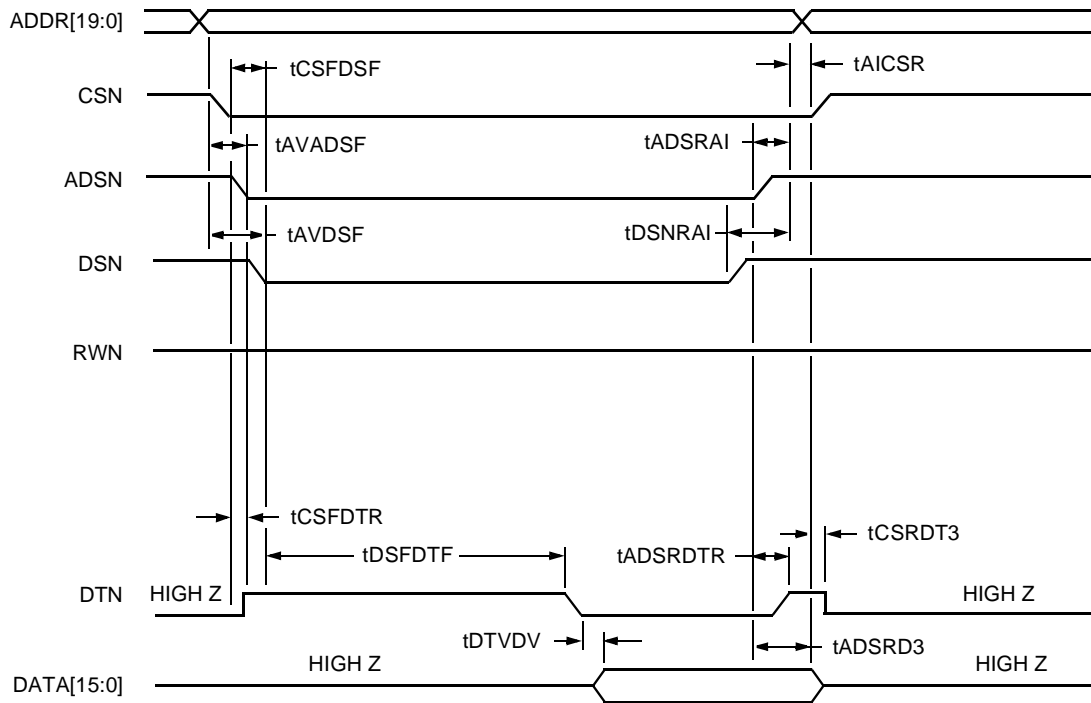 ADDR[19:0]
tCSFDSF
tAICSR
CSN
tAVADSF
tADSRAI
ADSN
tAVDSF
tDSNRAI
DSN
RWN
tCSFDTR
tCSRDT3
tDSFDTF
tADSRDTR
DTN
HIGH Z
HIGH Z
tDTVDV
tADSRD3
HIGH Z
HIGH Z
DATA[15:0]